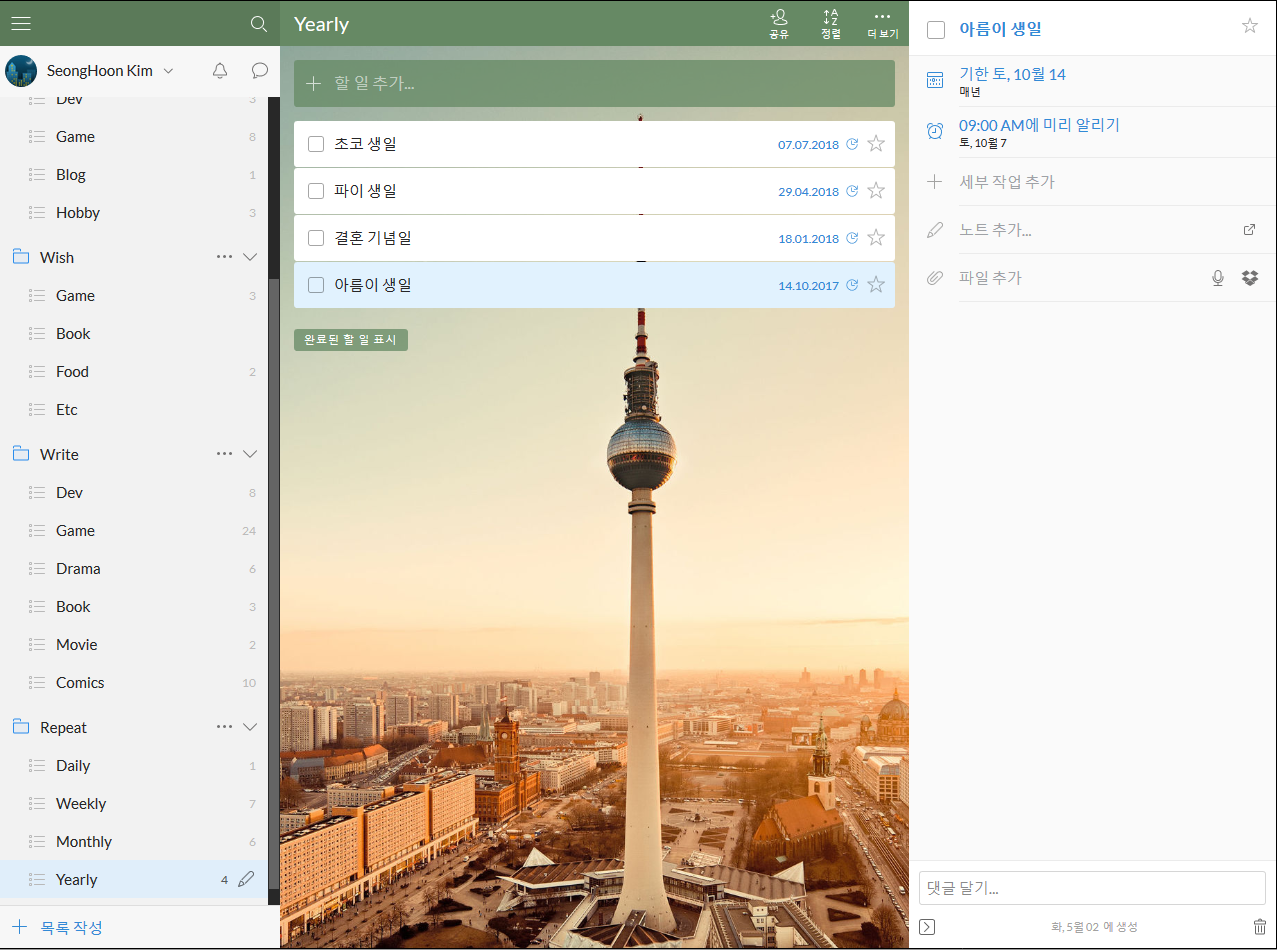 SeongHoon Kim
Dev 3
Game 8
Blog 1
Hobby 3
Wish
Game 3
Book
Food 2
Etc
Write
Dev 8
Game 24
Drama 6
Book 3
Movie 2
Comics 10
Repeat
Daily 1
Weekly 7
Monthly 6
Yearly 4
목록 작성
Yearly
공유
정렬
더 보기
할 일 추가...
초코 생일 07.07.2018
파이 생일 29.04.2018
결혼 기념일 18.01.2018
아름이 생일 14.10.2017
완료된 할 일 표시
아름이 생일
기한 토, 10월 14
매년
09:00 AM에 미리 알리기
토, 10월 7
세부 작업 추가
노트 추가...
파일 추가
댓글 달기...
화, 5월 02 에 생성